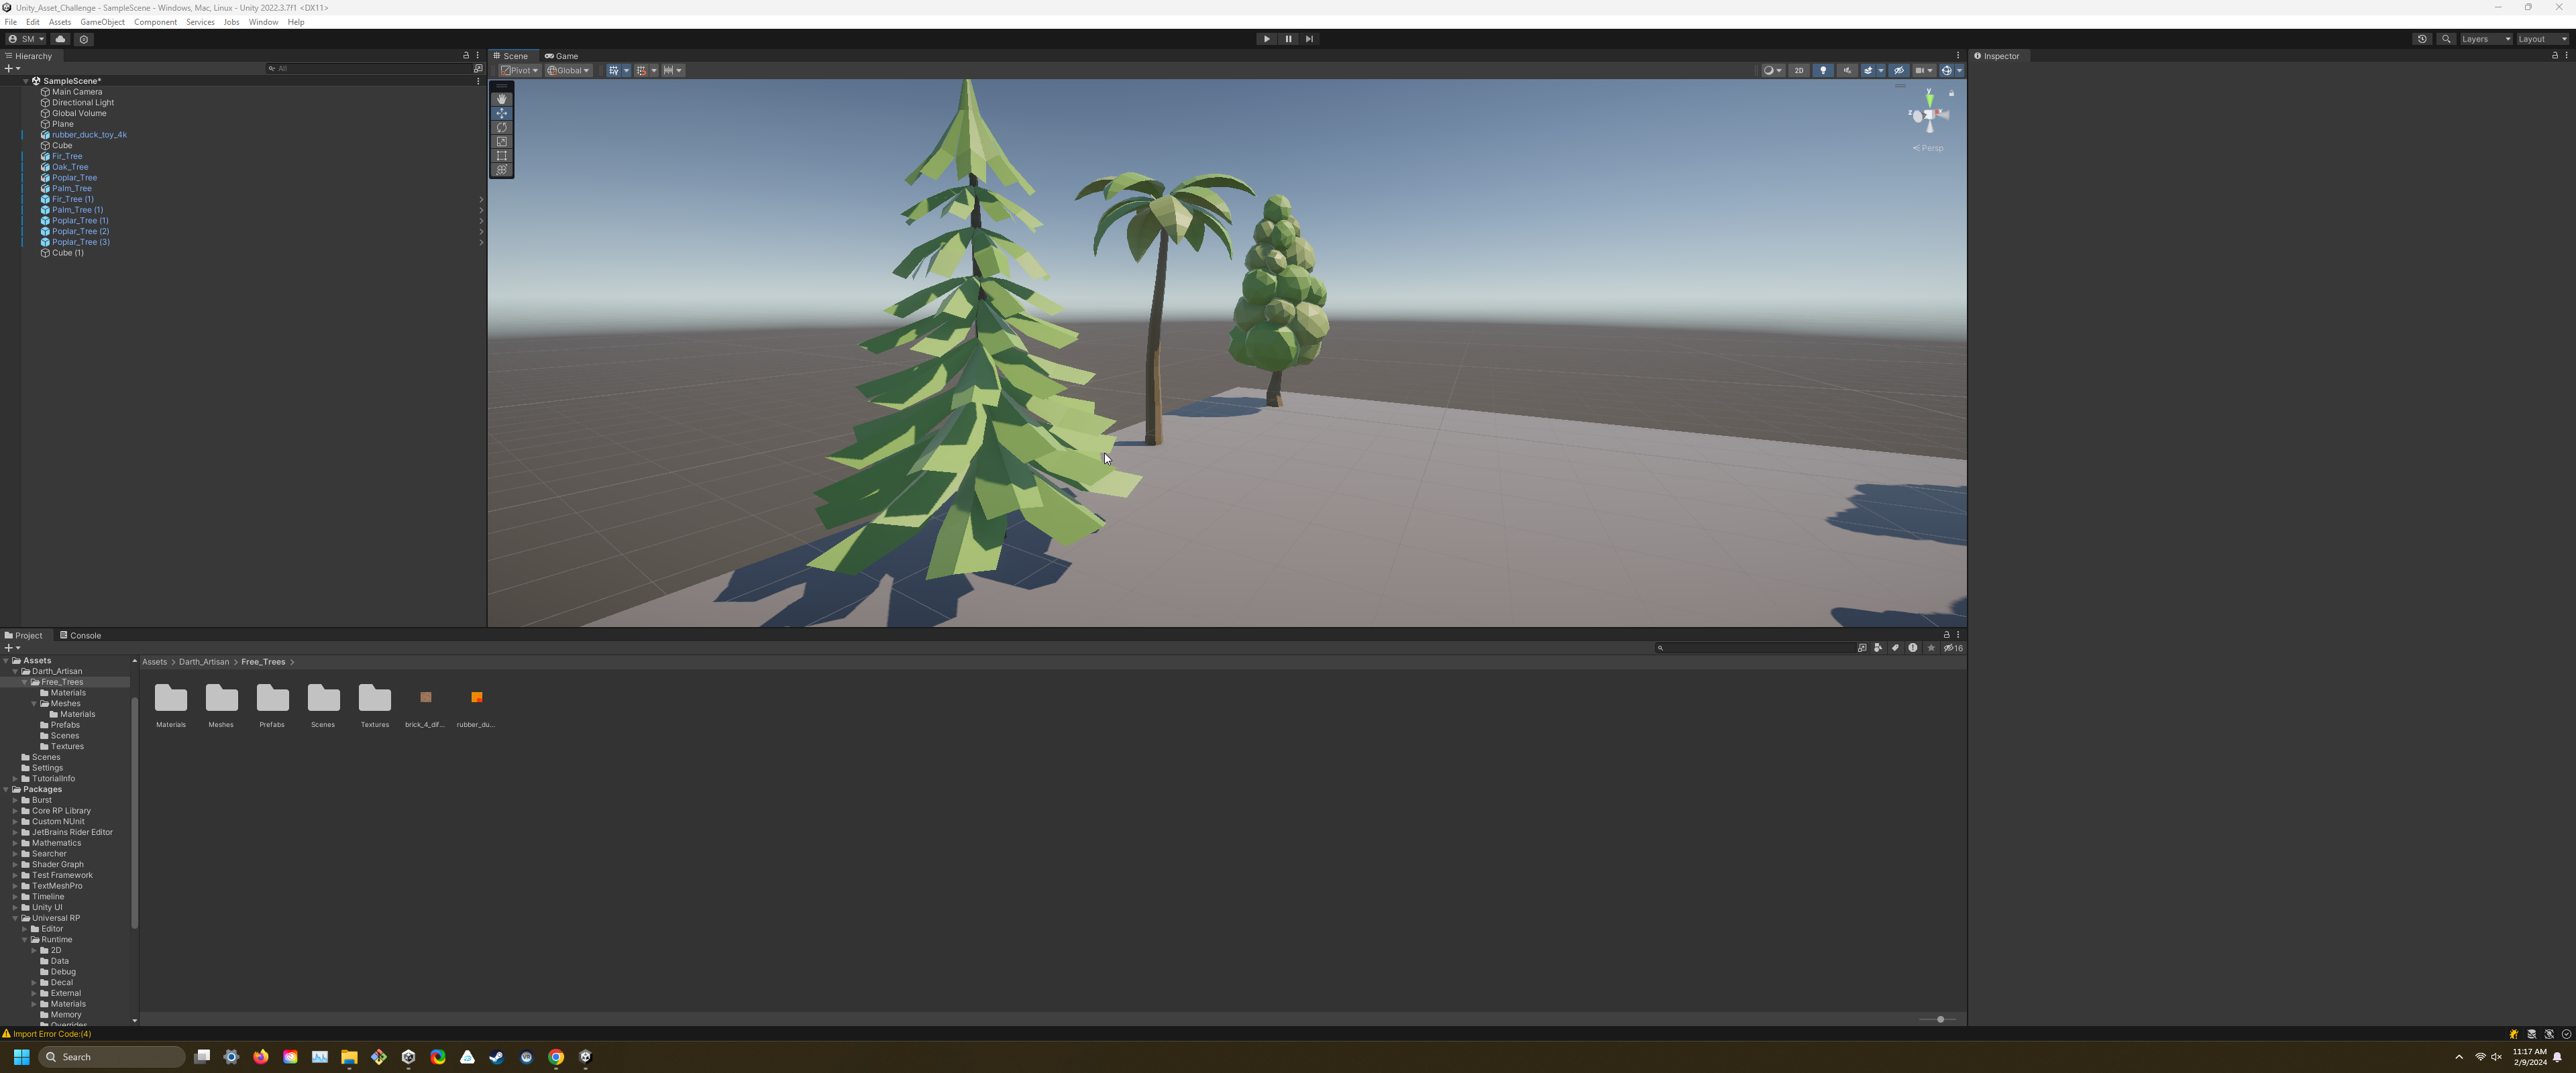 Unity_Asset_Challenge - SampleScene - Windows, Mac, Linux - Unity 2022.3.7f1 <DX11>
File Edit Assets GameObject Component Services Jobs Window Help
SM
Layers Layout
Hierarchy
All
SampleScene*
Main Camera
Directional Light
Global Volume
Plane
rubber_duck_toy_4k
Cube
Fir_Tree
Oak_Tree
Poplar_Tree
Palm_Tree
Fir_Tree (1)
Palm_Tree (1)
Poplar_Tree (1)
Poplar_Tree (2)
Poplar_Tree (3)
Cube (1)
Scene Game
Pivot Global
2D
y
z
x
Persp
Inspector
Project Console
16
Assets
Darth_Artisan
Free_Trees
Materials
Meshes
Materials
Prefabs
Scenes
Textures
Scenes
Settings
TutorialInfo
Packages
Burst
Core RP Library
Custom NUnit
JetBrains Rider Editor
Mathematics
Searcher
Shader Graph
Test Framework
TextMeshPro
Timeline
Unity UI
Universal RP
Editor
Runtime
2D
Data
Debug
Decal
External
Materials
Memory
Overrides
Assets > Darth_Artisan > Free_Trees >
Materials Meshes Prefabs Scenes Textures brick_4_dif... rubber_du...
Import Error Code:(4)
Search
11:17 AM
2/9/2024